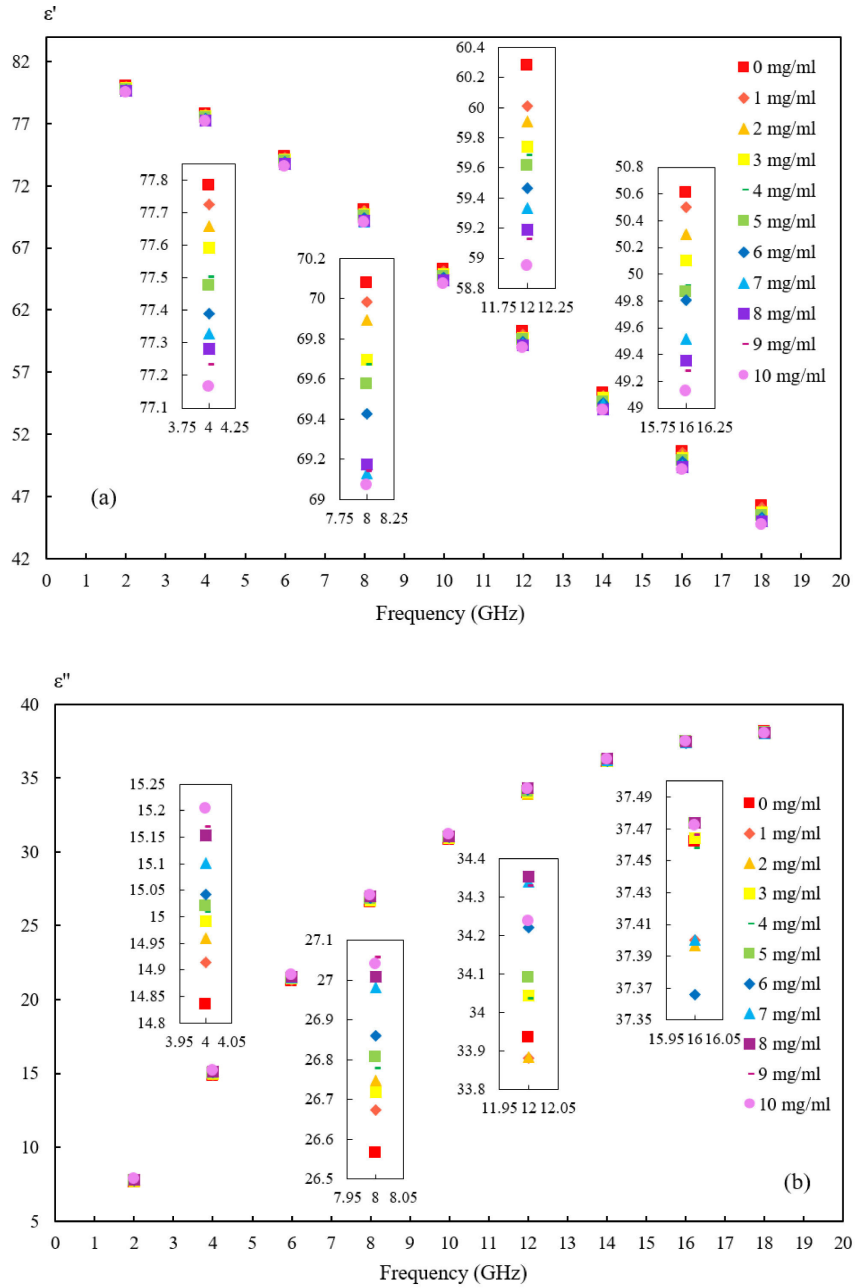 ε'
82
77
72
67
62
57
52
47
42
0 1 2 3 4 5 6 7 8 9 10 11 12 13 14 15 16 17 18 19 20
Frequency (GHz)
(a)
77.8
77.7
77.6
77.5
77.4
77.3
77.2
77.1
3.75 4 4.25
70.2
70
69.8
69.6
69.4
69.2
69
7.75 8 8.25
60.4
60.2
60
59.8
59.6
59.4
59.2
59
58.8
11.75 12 12.25
50.8
50.6
50.4
50.2
50
49.8
49.6
49.4
49.2
49
15.75 16 16.25
0 mg/ml
1 mg/ml
2 mg/ml
3 mg/ml
4 mg/ml
5 mg/ml
6 mg/ml
7 mg/ml
8 mg/ml
9 mg/ml
10 mg/ml
ε"
40
35
30
25
20
15
10
5
0 1 2 3 4 5 6 7 8 9 10 11 12 13 14 15 16 17 18 19 20
Frequency (GHz)
(b)
15.25
15.2
15.15
15.1
15.05
15
14.95
14.9
14.85
14.8
3.95 4 4.05
27.1
27
26.9
26.8
26.7
26.6
26.5
7.95 8 8.05
34.4
34.3
34.2
34.1
34
33.9
33.8
11.95 12 12.05
37.49
37.47
37.45
37.43
37.41
37.39
37.37
37.35
15.95 16 16.05
0 mg/ml
1 mg/ml
2 mg/ml
3 mg/ml
4 mg/ml
5 mg/ml
6 mg/ml
7 mg/ml
8 mg/ml
9 mg/ml
10 mg/ml